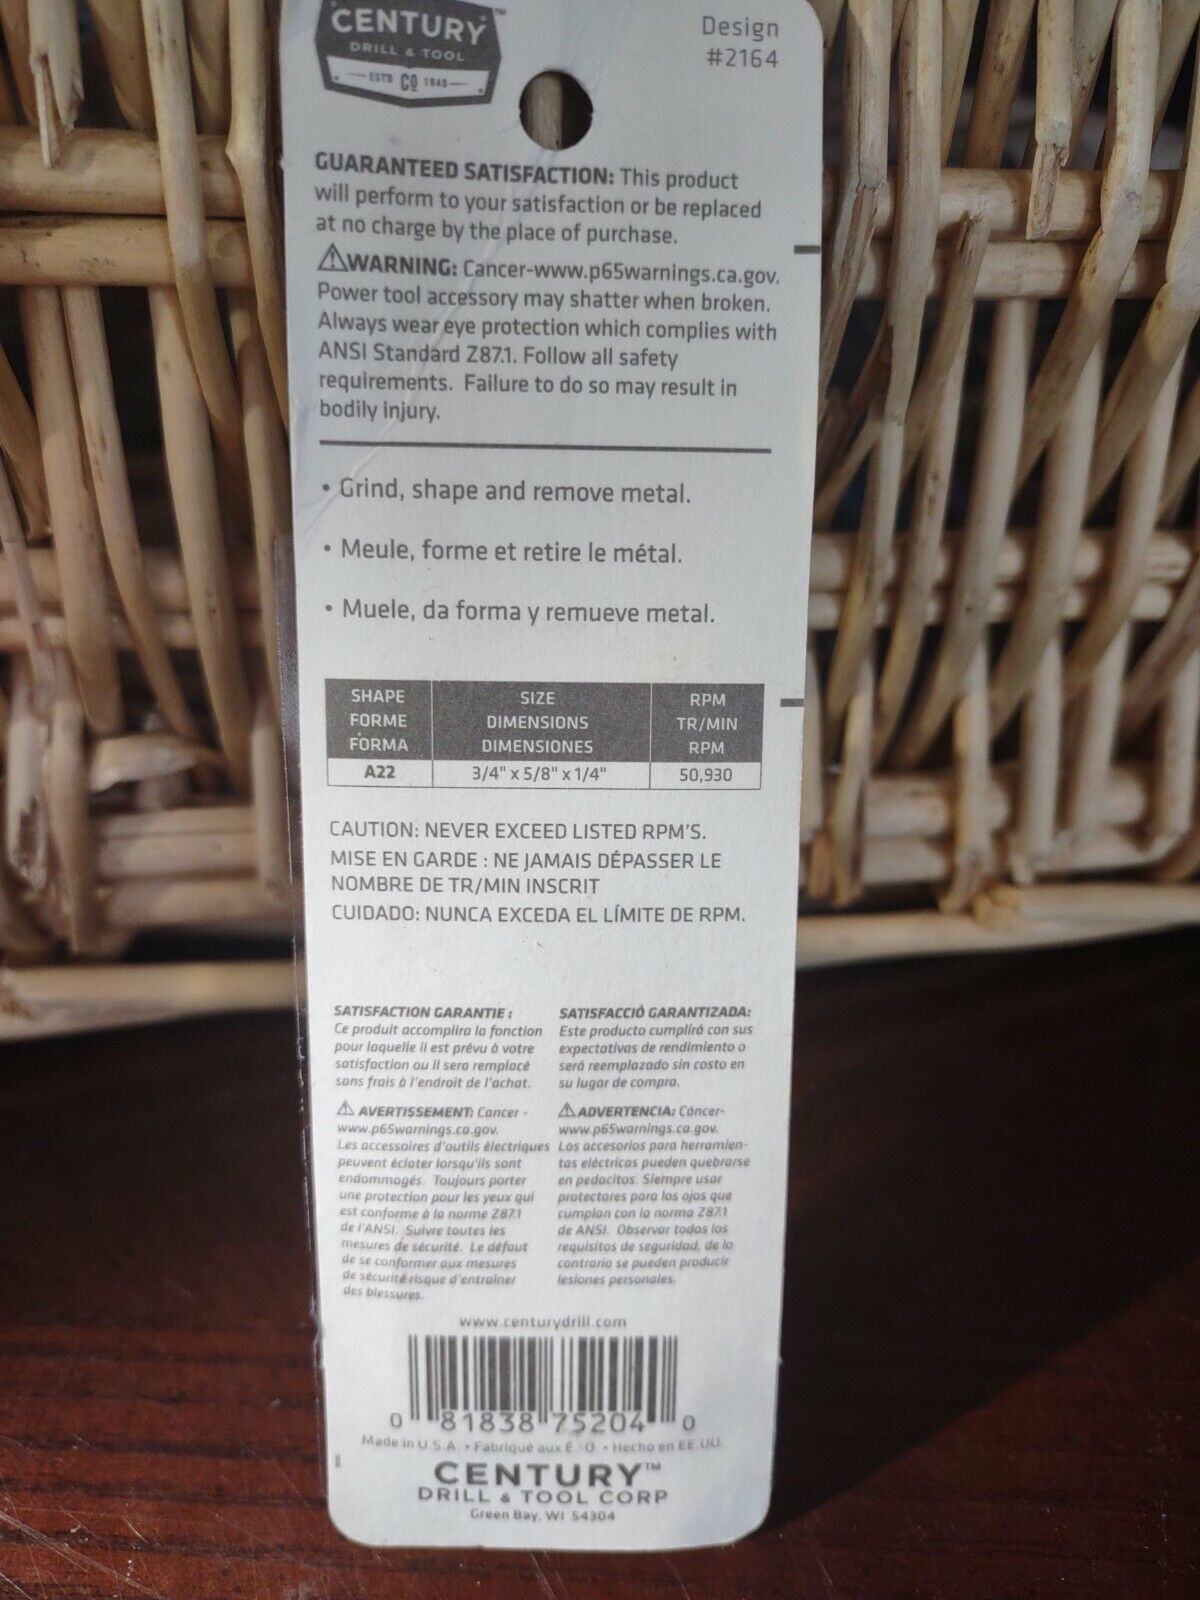 CENTURY™
DRILL & TOOL
ESTD CO 1940
Design
#2164
GUARANTEED SATISFACTION: This product
will perform to your satisfaction or be replaced
at no charge by the place of purchase.
⚠WARNING: Cancer-www.p65warnings.ca.gov.
Power tool accessory may shatter when broken.
Always wear eye protection which complies with
ANSI Standard Z87.1. Follow all safety
requirements. Failure to do so may result in
bodily injury.
• Grind, shape and remove metal.
• Meule, forme et retire le métal.
• Muele, da forma y remueve metal.
SHAPE SIZE RPM
FORME DIMENSIONS TR/MIN
FORMA DIMENSIONES RPM
A22 3/4" x 5/8" x 1/4" 50,930
CAUTION: NEVER EXCEED LISTED RPM'S.
MISE EN GARDE : NE JAMAIS DÉPASSER LE
NOMBRE DE TR/MIN INSCRIT
CUIDADO: NUNCA EXCEDA EL LÍMITE DE RPM.
SATISFACTION GARANTIE :
Ce produit accomplira la fonction
pour laquelle il est prévu à votre
satisfaction ou il sera remplacé
sans frais à l'endroit de l'achat.
⚠ AVERTISSEMENT: Cancer -
www.p65warnings.ca.gov.
Les accessoires d'outils électriques
peuvent éclater lorsqu'ils sont
endommagés. Toujours porter
une protection pour les yeux qui
est conforme à la norme Z87.1
de l'ANSI. Suivre toutes les
mesures de sécurité. Le défaut
de se conformer aux mesures
de sécurité risque d'entraîner
des blessures.
SATISFACCIÓ GARANTIZADA:
Este producto cumplirá con sus
expectativas de rendimiento o
será reemplazado sin costo en
su lugar de compra.
⚠ADVERTENCIA: Cáncer-
www.p65warnings.ca.gov.
Los accesorios para herramien-
tas eléctricas pueden quebrarse
en pedacitos. Siempre usar
protectores para los ojos que
cumplan con la norma Z87.1
de ANSI. Observar todos los
requisitos de seguridad, de lo
contrario se pueden producir
lesiones personales.
www.centurydrill.com
0 81838 75204 0
Made in U.S.A. • Fabriqué aux É.-U. • Hecho en EE.UU.
CENTURY™
DRILL & TOOL CORP
Green Bay, WI 54304